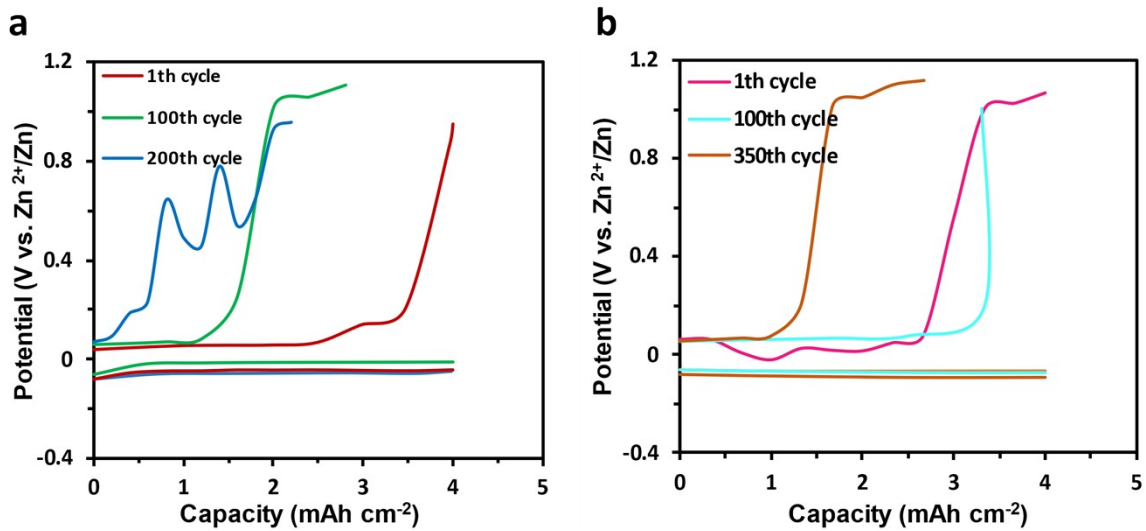 a
1.2
0.8
0.4
0
-0.4
Potential (V vs. Zn²⁺/Zn)
1th cycle
100th cycle
200th cycle
0 1 2 3 4 5
Capacity (mAh cm⁻²)
b
1.2
0.8
0.4
0
-0.4
Potential (V vs. Zn²⁺/Zn)
1th cycle
100th cycle
350th cycle
0 1 2 3 4 5
Capacity (mAh cm⁻²)